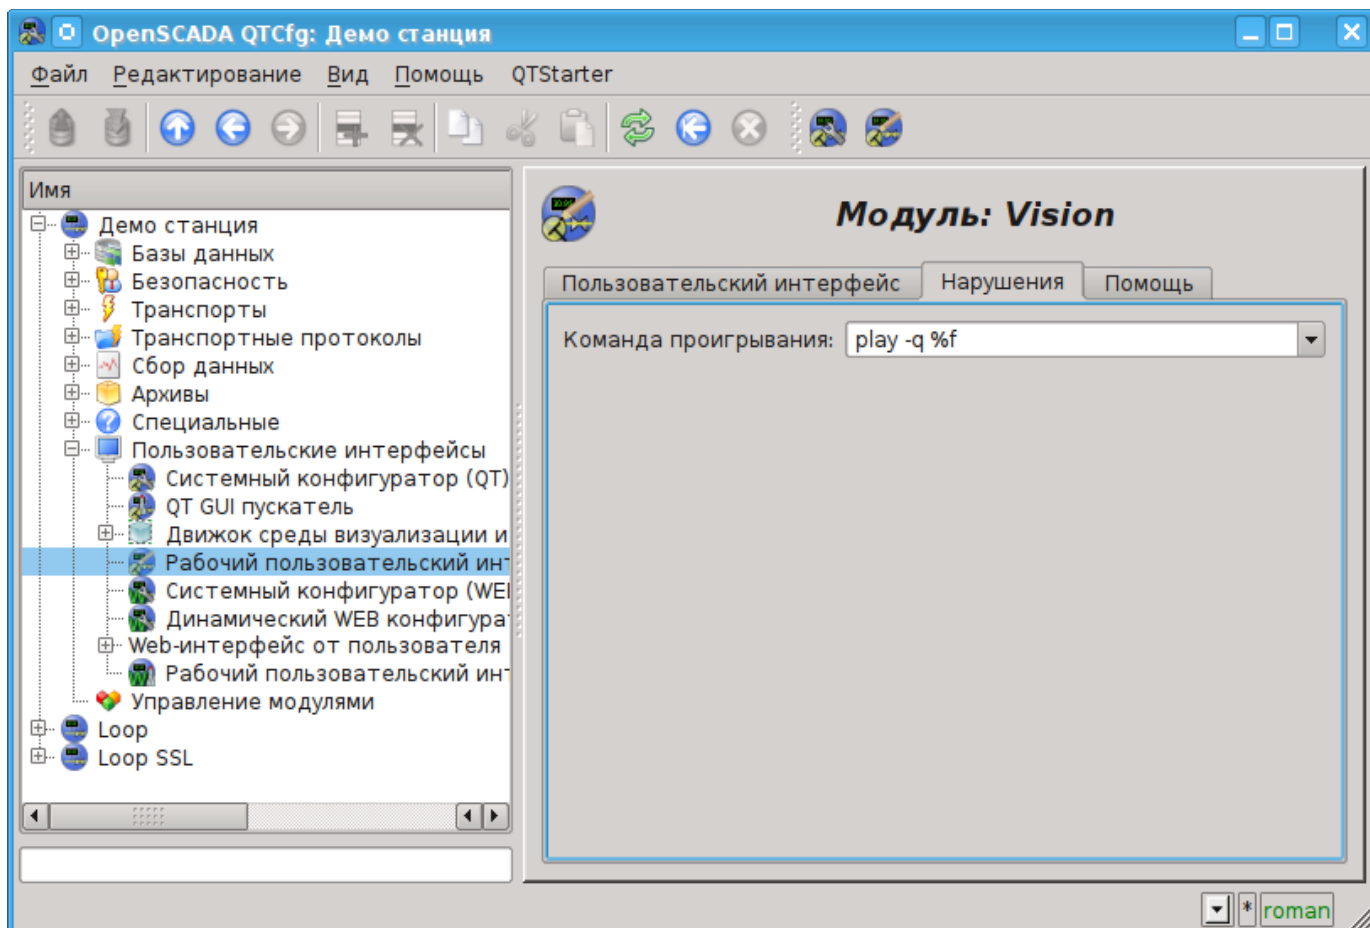 OpenSCADA QTCfg: Демо станция
Файл Редактирование Вид Помощь QTStarter
Имя
Демо станция
Базы данных
Безопасность
Транспорты
Транспортные протоколы
Сбор данных
Архивы
Специальные
Пользовательские интерфейсы
Системный конфигуратор (QT)
QT GUI пускатель
Движок среды визуализации и
Рабочий пользовательский инт
Системный конфигуратор (WEI
Динамический WEB конфигура
Web-интерфейс от пользователя
Рабочий пользовательский инт
Управление модулями
Loop
Loop SSL
Модуль: Vision
Пользовательский интерфейс Нарушения Помощь
Команда проигрывания: play -q %f
* roman